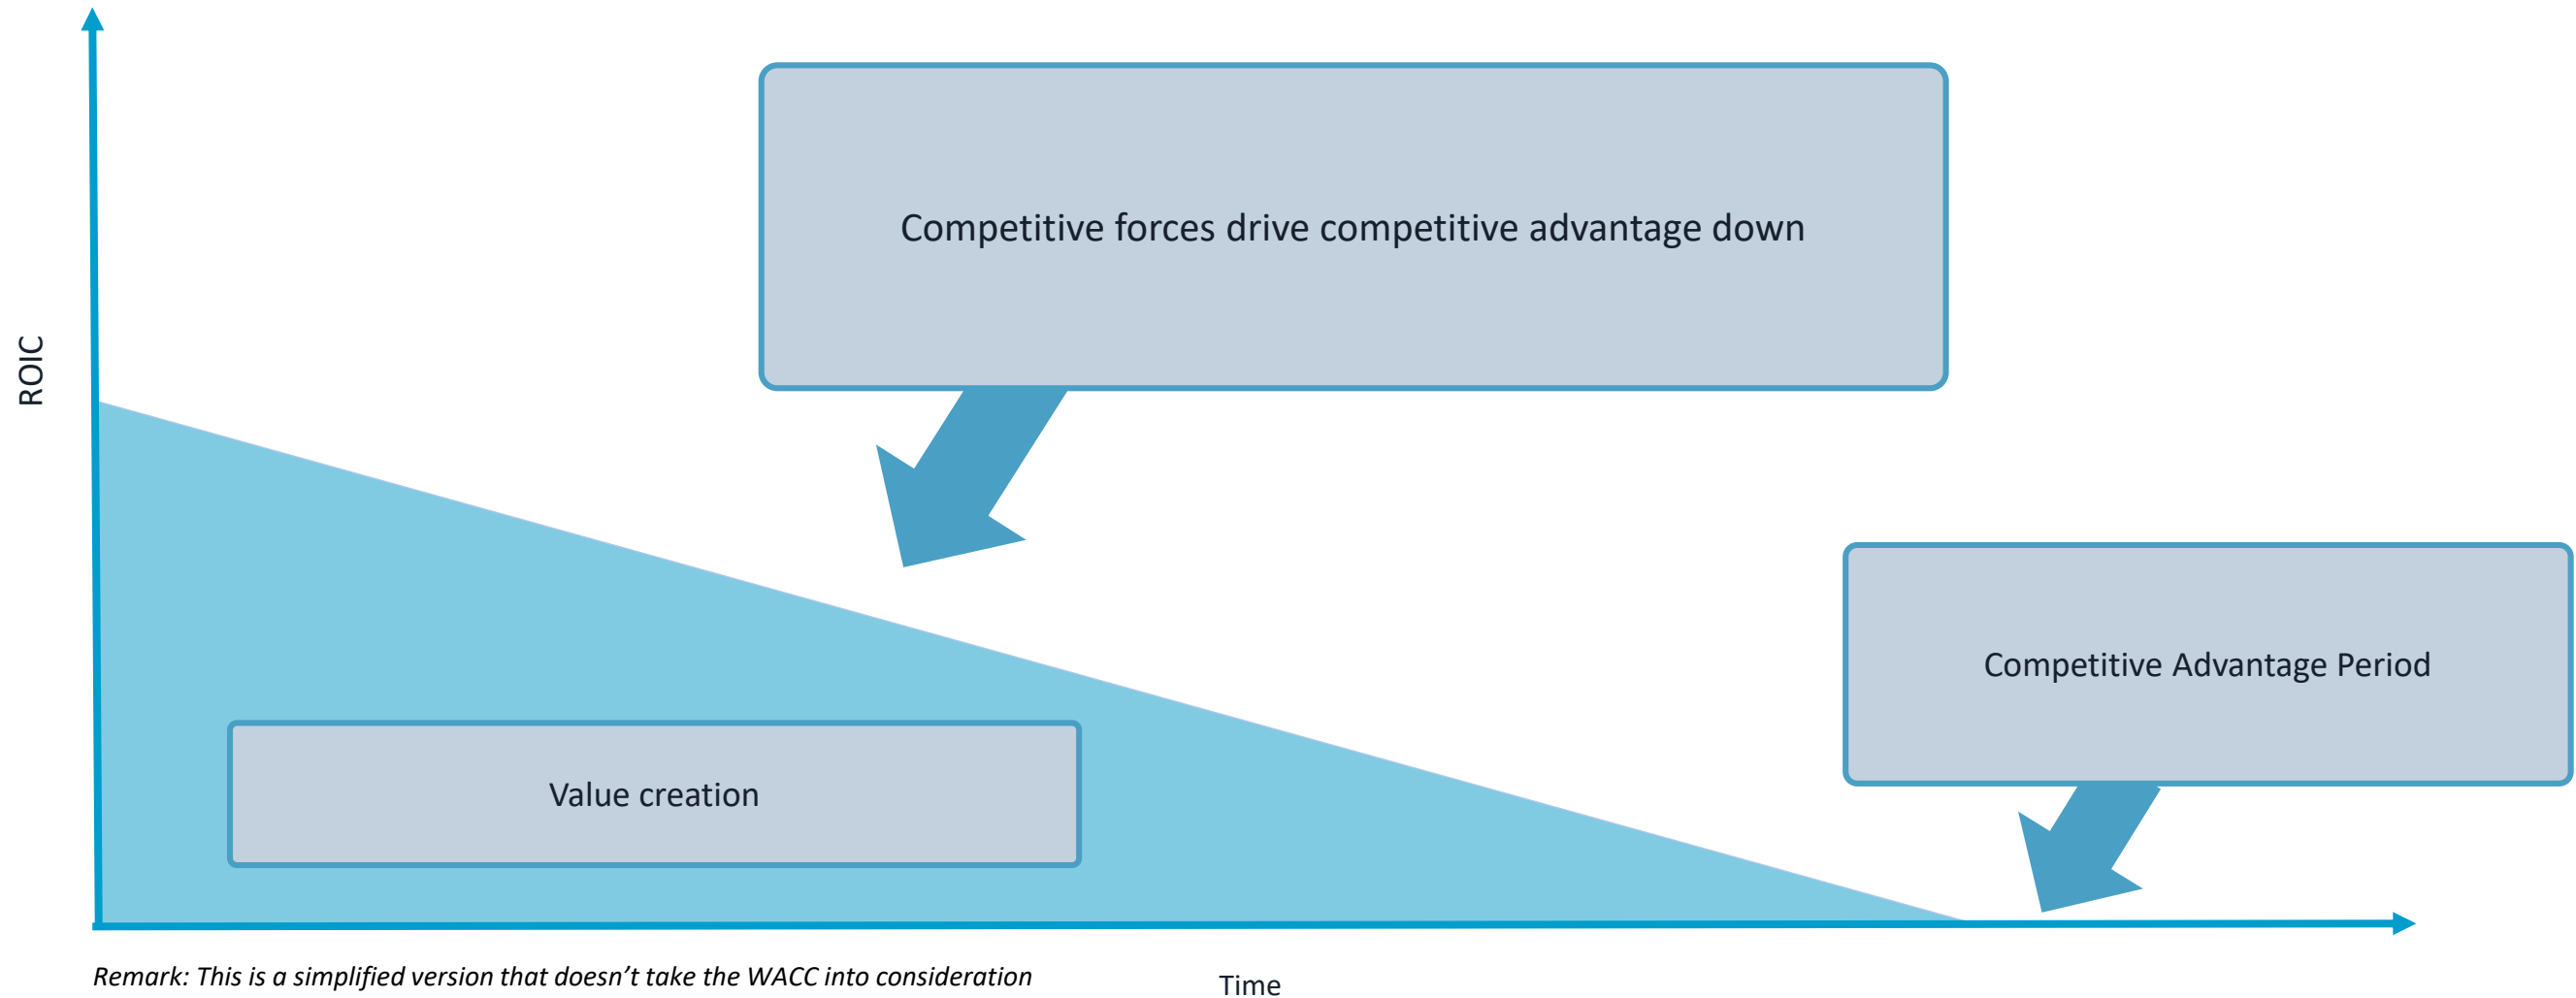 Competitive forces drive competitive advantage down
ROIC
Competitive Advantage Period
Value creation
Remark: This is a simplified version that doesn’t take the WACC into consideration
Time